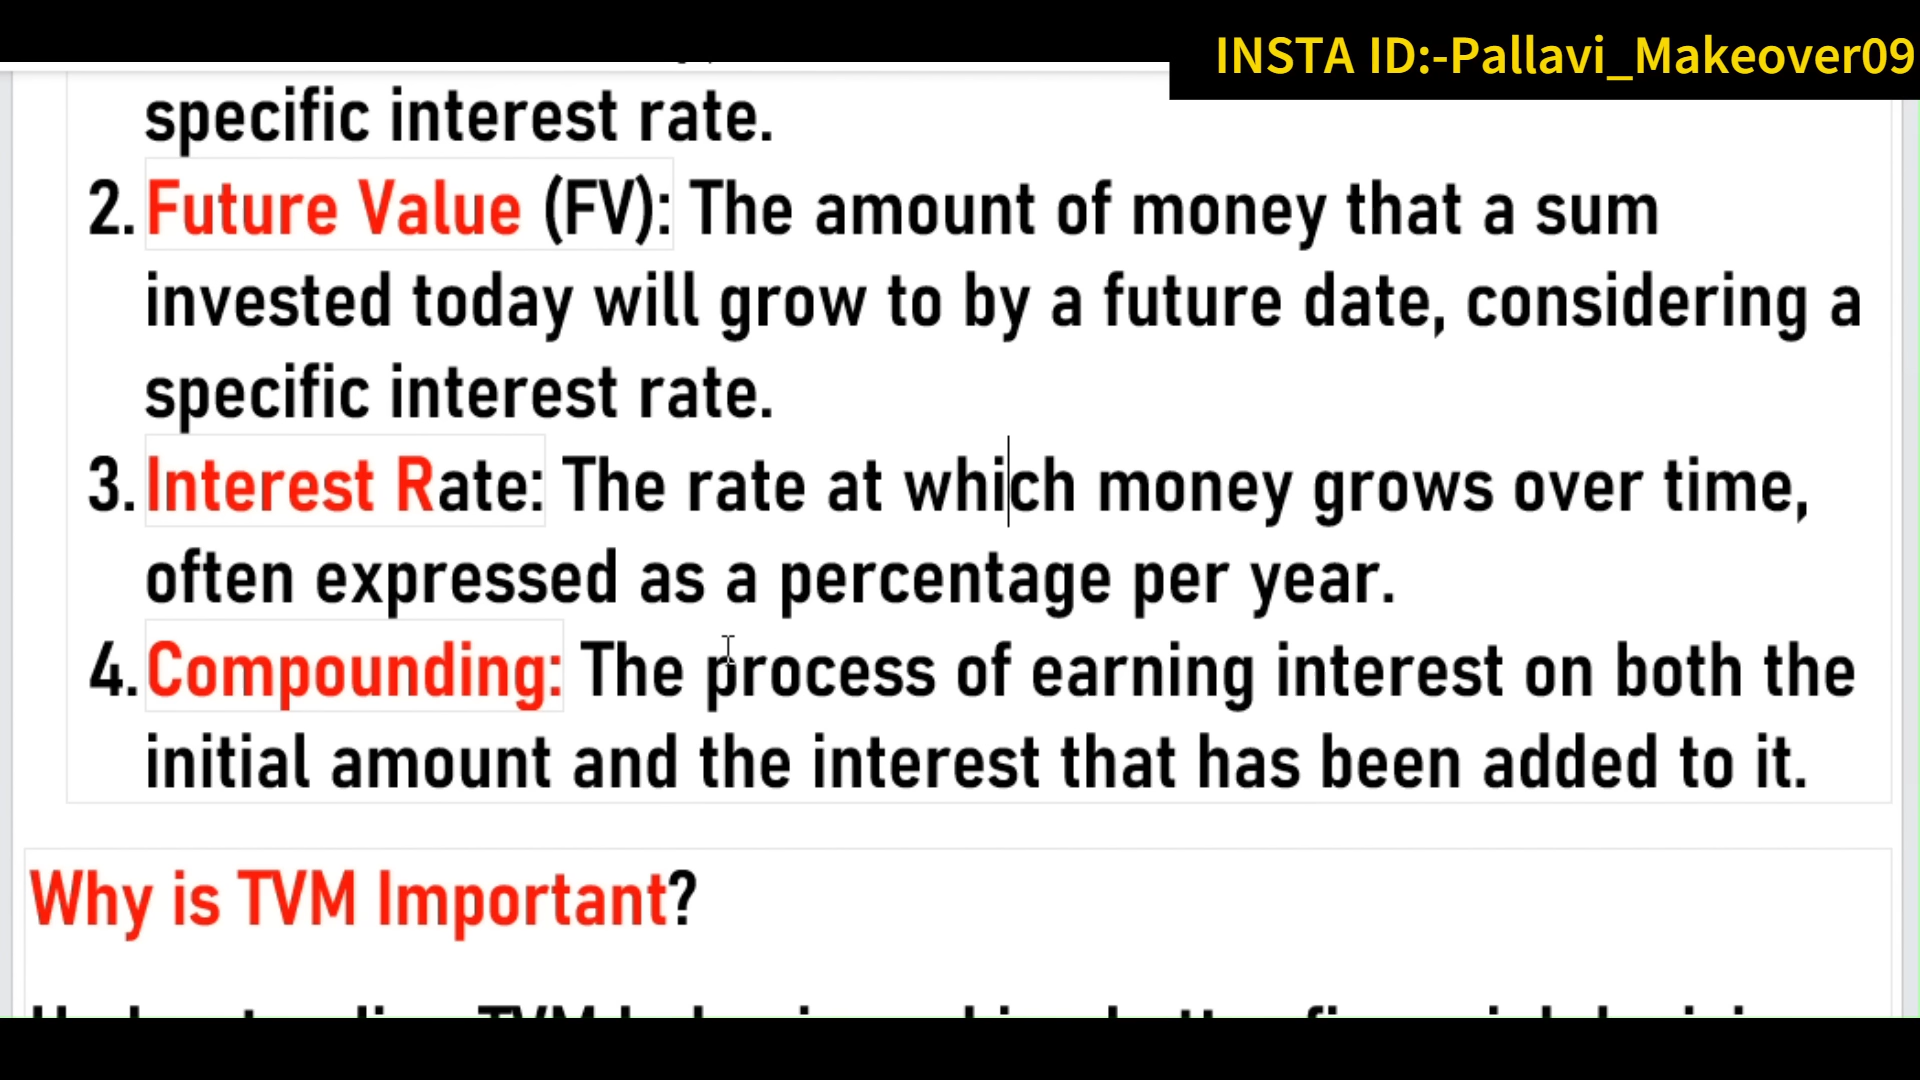 INSTA ID:-Pallavi_Makeover09
specific interest rate.
2. Future Value (FV): The amount of money that a sum
invested today will grow to by a future date, considering a
specific interest rate.
3. Interest Rate: The rate at which money grows over time,
often expressed as a percentage per year.
4. Compounding: The process of earning interest on both the
initial amount and the interest that has been added to it.
Why is TVM Important?